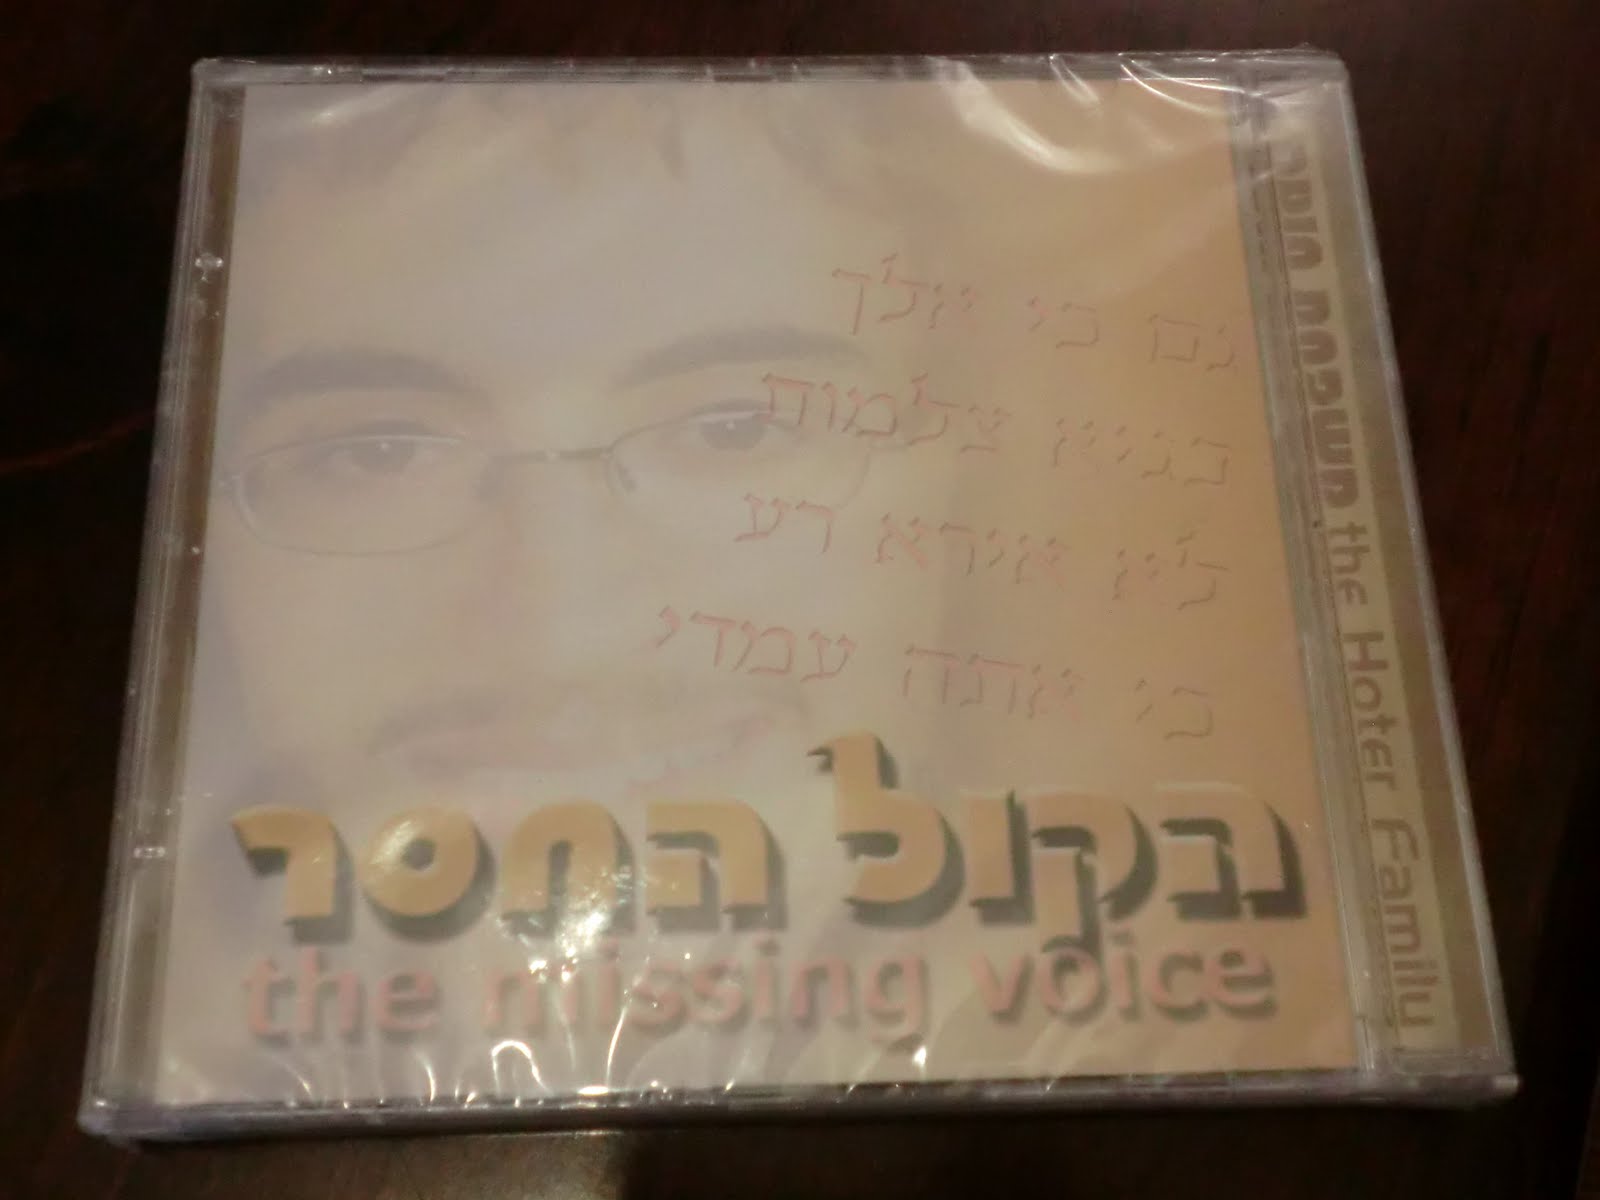 גם כי אלך
בגיא צלמות
לא אירא רע
כי אתה עמדי
הקול החסר
the missing voice
משפחת חוטר the Hoter Family